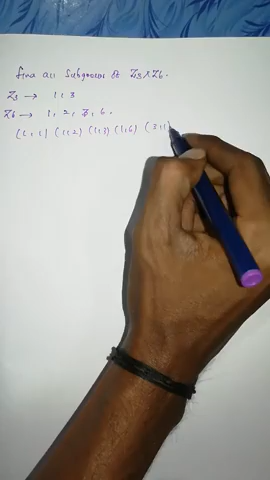 Find all Subgroups of Z3 × Z6.
Z3 → 1, 3
Z6 → 1, 2, 3, 6.
(1, 1) (1, 2) (1, 3) (1, 6) (3, 1)